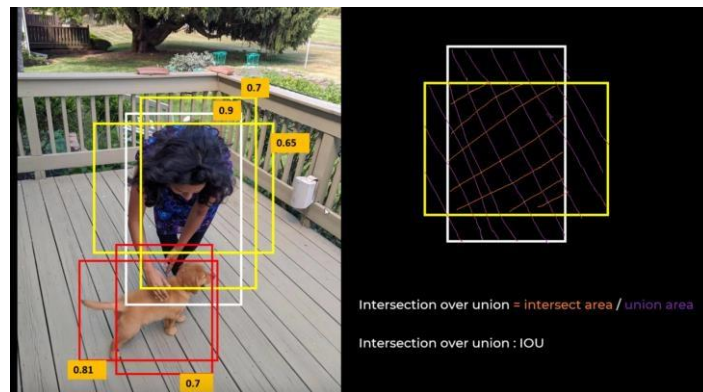 0.7
0.9
0.65
0.81
0.7
Intersection over union = intersect area / union area
Intersection over union : IOU